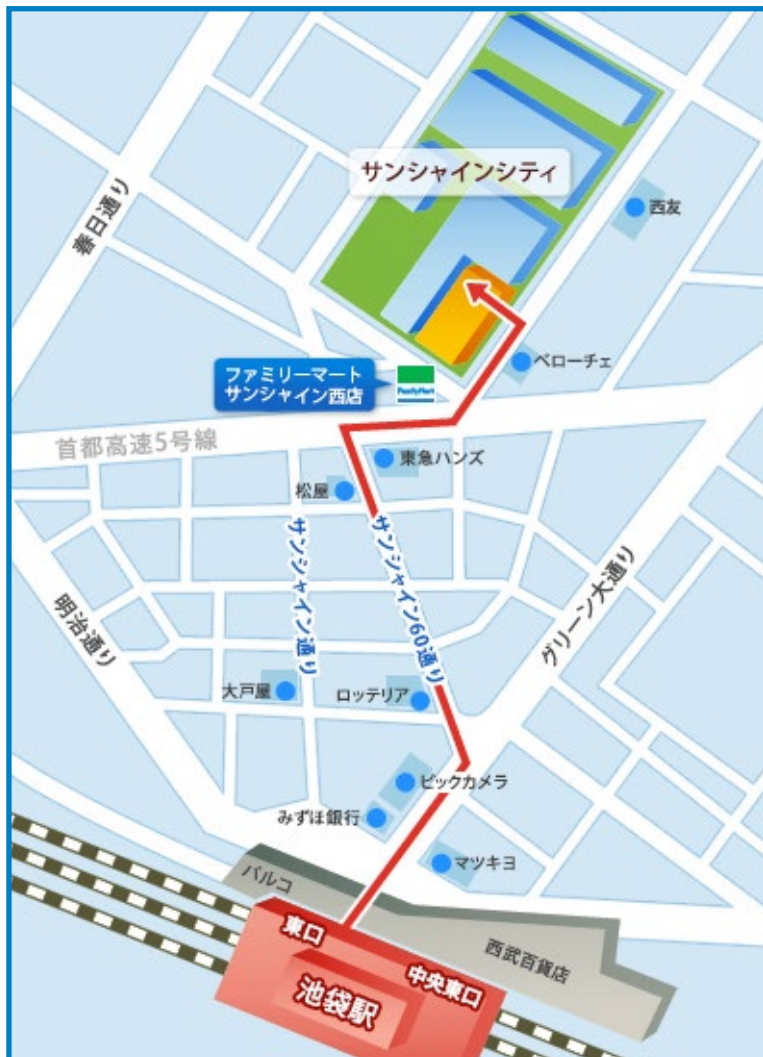 サンシャインシティ
西友
春日通り
ベローチェ
ファミリーマート
サンシャイン西店
FamilyMart
首都高速5号線
東急ハンズ
松屋
サンシャイン通り
サンシャイン60通り
グリーン大通り
明治通り
大戸屋
ロッテリア
ビックカメラ
みずほ銀行
マツキヨ
パルコ
東口
西武百貨店
中央東口
池袋駅